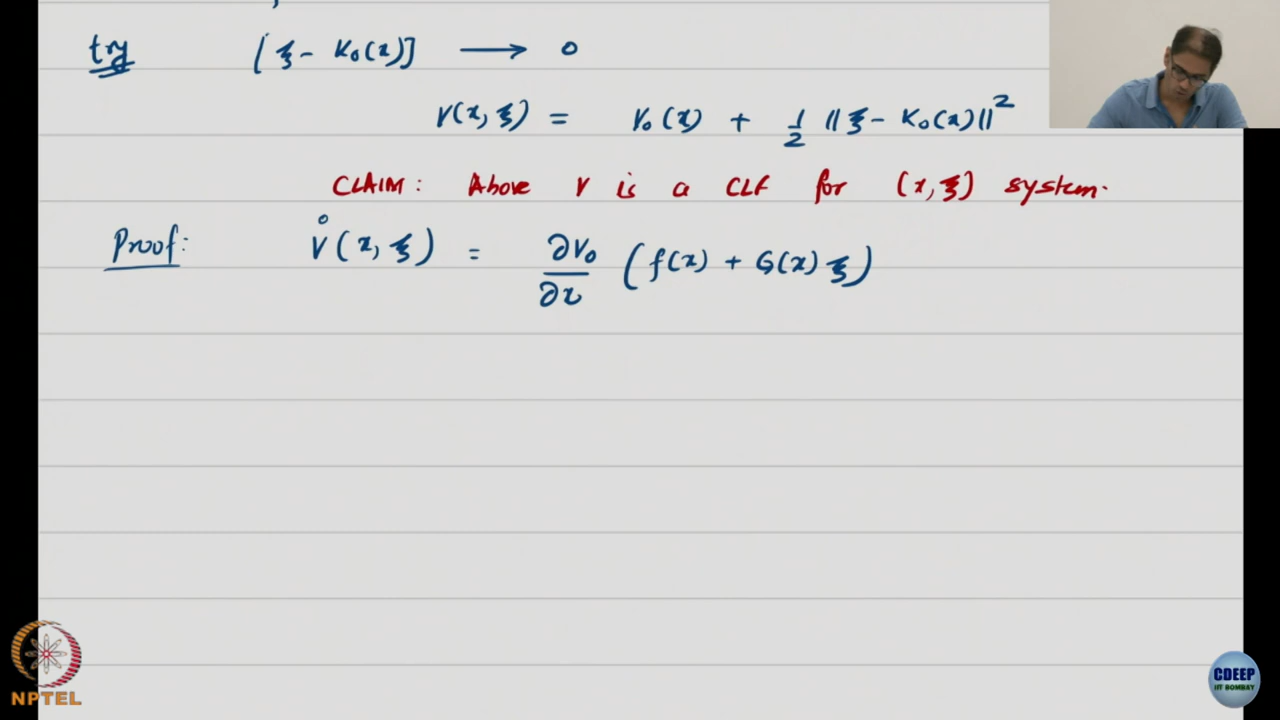 try [ξ - K₀(x)] → 0
V(x, ξ) = V₀(x) + 1/2 ||ξ - K₀(x)||²
CLAIM: Above V is a CLF for (x, ξ) system.
Proof: V̇(x, ξ) = ∂V₀/∂x (f(x) + G(x) ξ)
NPTEL
CDEEP
IIT BOMBAY